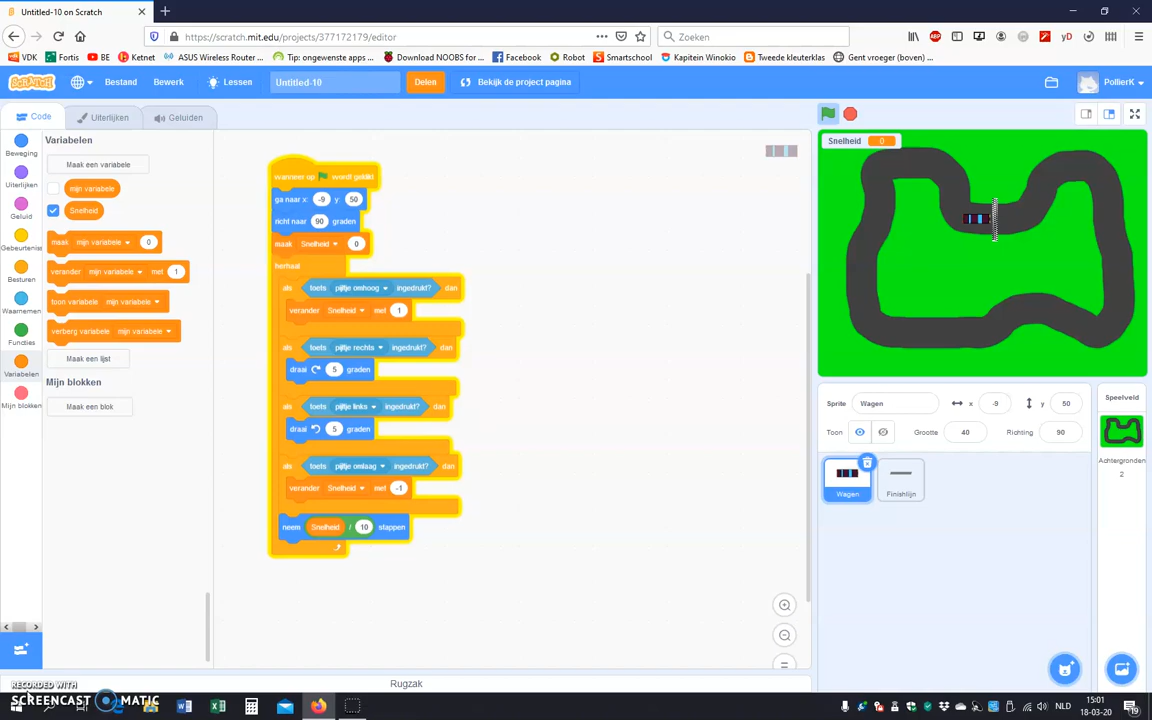 Untitled-10 on Scratch
https://scratch.mit.edu/projects/377172179/editor
Zoeken
VDK
Fortis
BE
Ketnet
ASUS Wireless Router ...
Tip: ongewenste apps ...
Download NOOBS for ...
Facebook
Robot
Smartschool
Kapitein Winokio
Tweede kleuterklas
Gent vroeger (boven) ...
SCRATCH
Bestand
Bewerk
Lessen
Untitled-10
Delen
Bekijk de project pagina
PollierK
Code
Uiterlijken
Geluiden
Beweging
Uiterlijken
Geluid
Gebeurtenis
Besturen
Waarnemen
Functies
Variabelen
Mijn blokken
Variabelen
Maak een variabele
mijn variabele
Snelheid
maak mijn variabele 0
verander mijn variabele met 1
toon variabele mijn variabele
verberg variabele mijn variabele
Maak een lijst
Mijn blokken
Maak een blok
wanneer op wordt geklikt
ga naar x: -9 y: 50
richt naar 90 graden
maak Snelheid 0
herhaal
als toets pijltje omhoog ingedrukt? dan
verander Snelheid met 1
als toets pijltje rechts ingedrukt? dan
draai 5 graden
als toets pijltje links ingedrukt? dan
draai 5 graden
als toets pijltje omlaag ingedrukt? dan
verander Snelheid met -1
neem Snelheid / 10 stappen
Snelheid 0
Sprite Wagen x -9 y 50
Toon Grootte 40 Richting 90
Wagen
Finishlijn
Speelveld
Achtergronden
2
Rugzak
RECORDED WITH
SCREENCAST MATIC
NLD
15:01
18-03-20
19